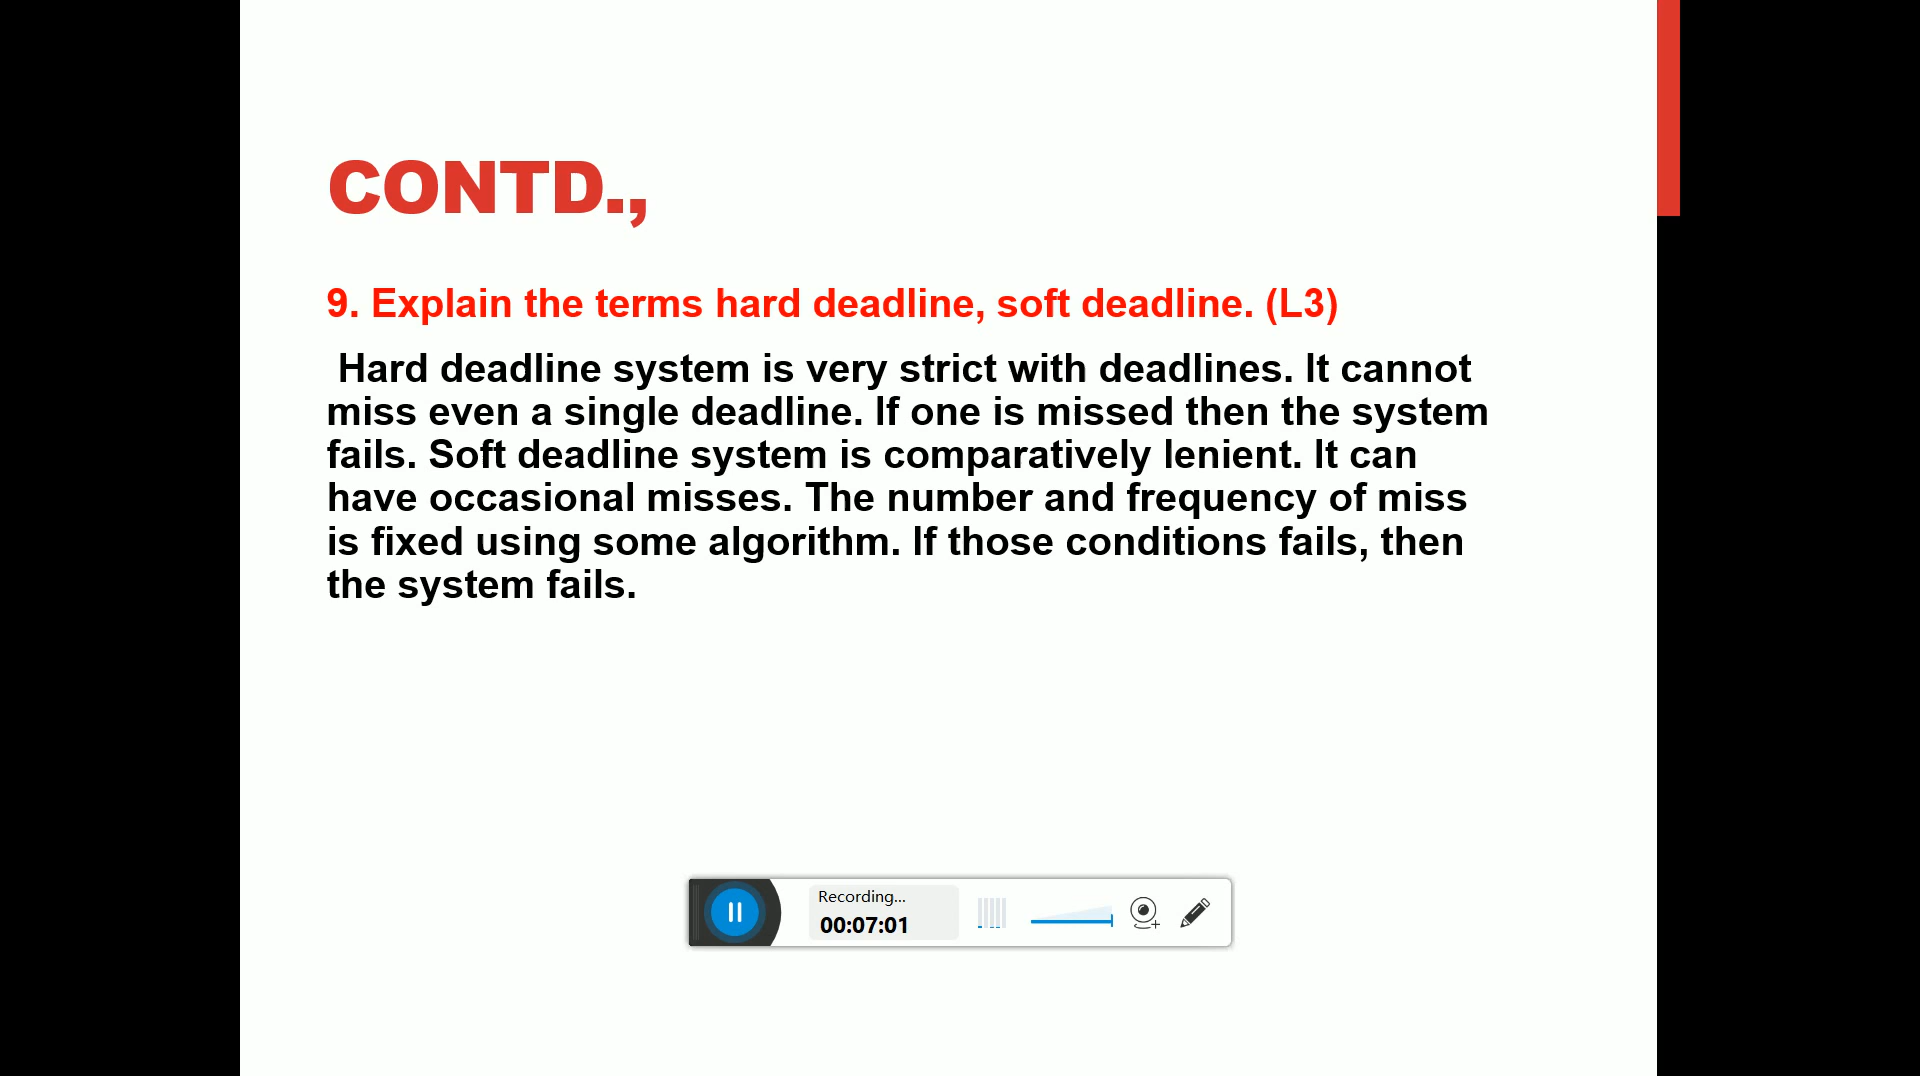 CONTD.,
9. Explain the terms hard deadline, soft deadline. (L3)
Hard deadline system is very strict with deadlines. It cannot
miss even a single deadline. If one is missed then the system
fails. Soft deadline system is comparatively lenient. It can
have occasional misses. The number and frequency of miss
is fixed using some algorithm. If those conditions fails, then
the system fails.
Recording...
00:07:01